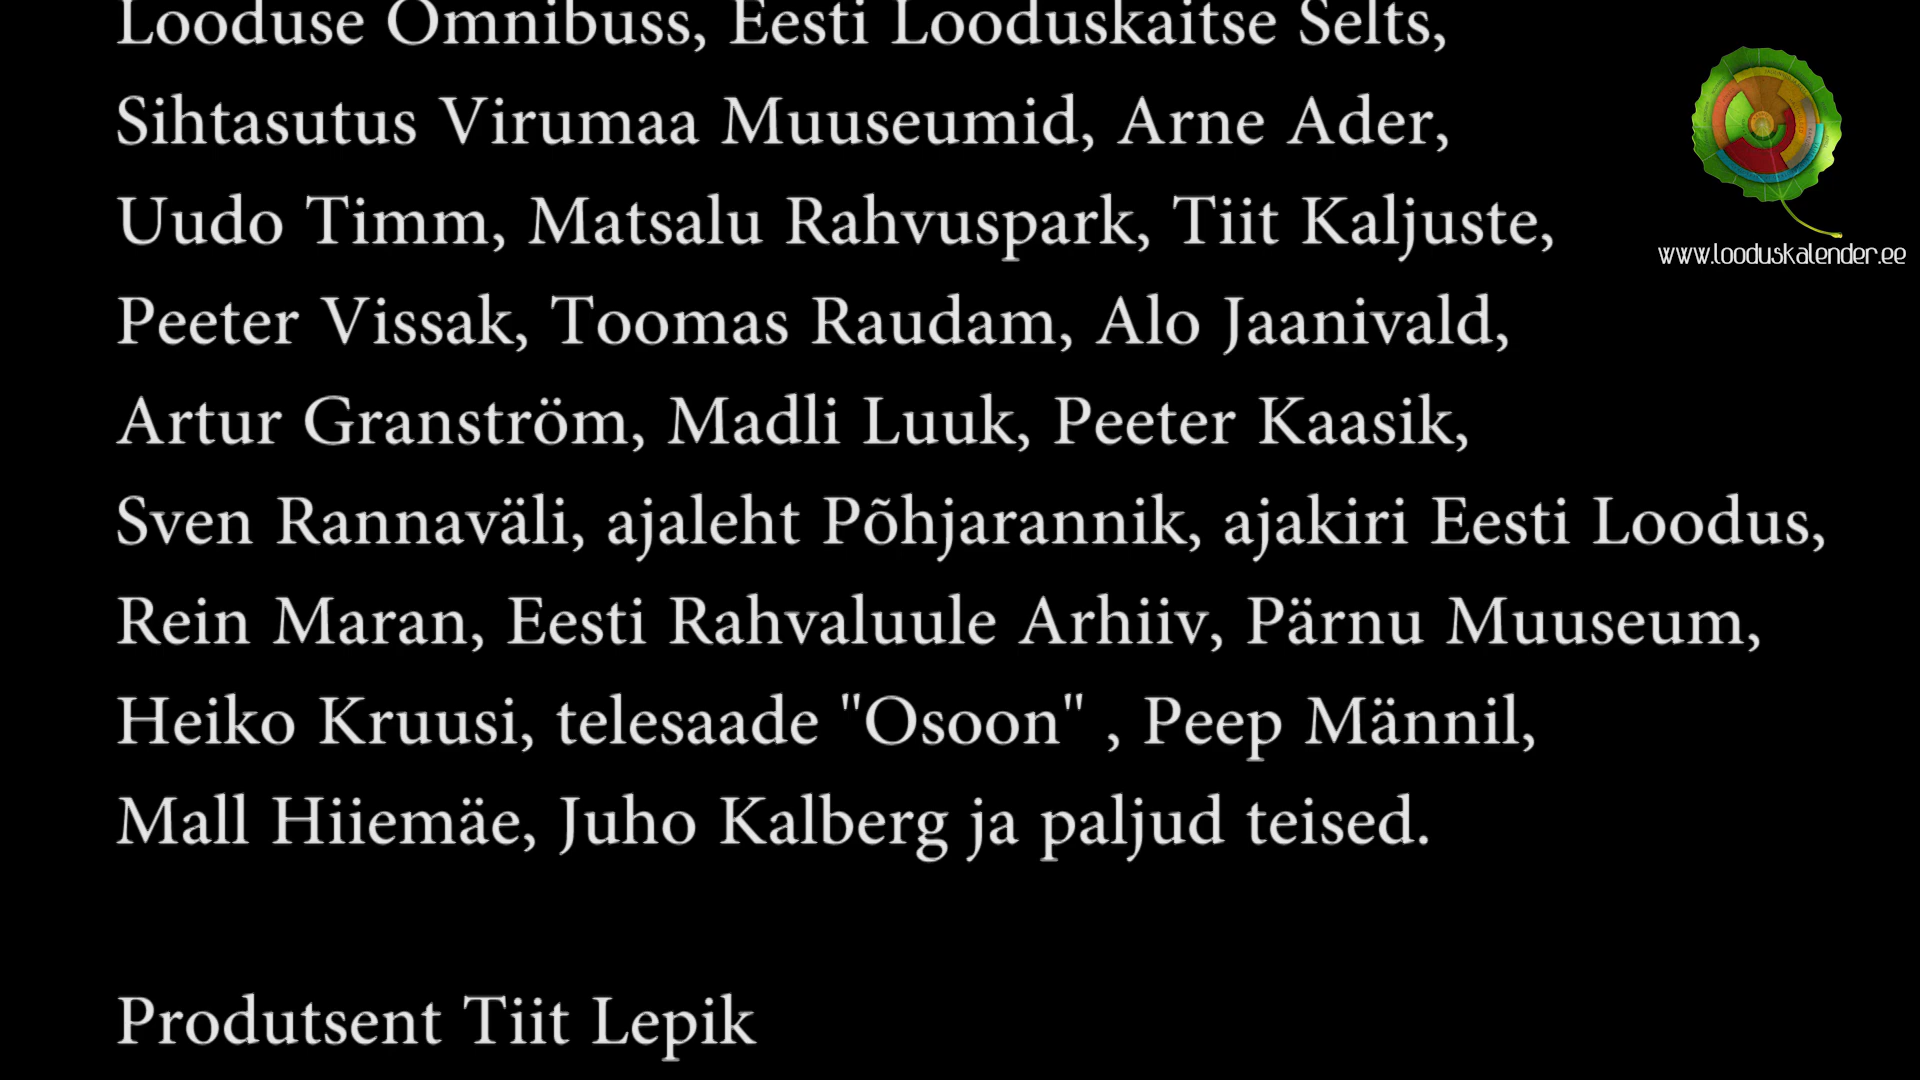 Looduse Omnibuss, Eesti Looduskaitse Selts,
Sihtasutus Virumaa Muuseumid, Arne Ader,
Uudo Timm, Matsalu Rahvuspark, Tiit Kaljuste,
www.looduskalender.ee
Peeter Vissak, Toomas Raudam, Alo Jaanivald,
Artur Granström, Madli Luuk, Peeter Kaasik,
Sven Rannaväli, ajaleht Põhjarannik, ajakiri Eesti Loodus,
Rein Maran, Eesti Rahvaluule Arhiiv, Pärnu Muuseum,
Heiko Kruusi, telesaade "Osoon" , Peep Männil,
Mall Hiiemäe, Juho Kalberg ja paljud teised.
Produtsent Tiit Lepik